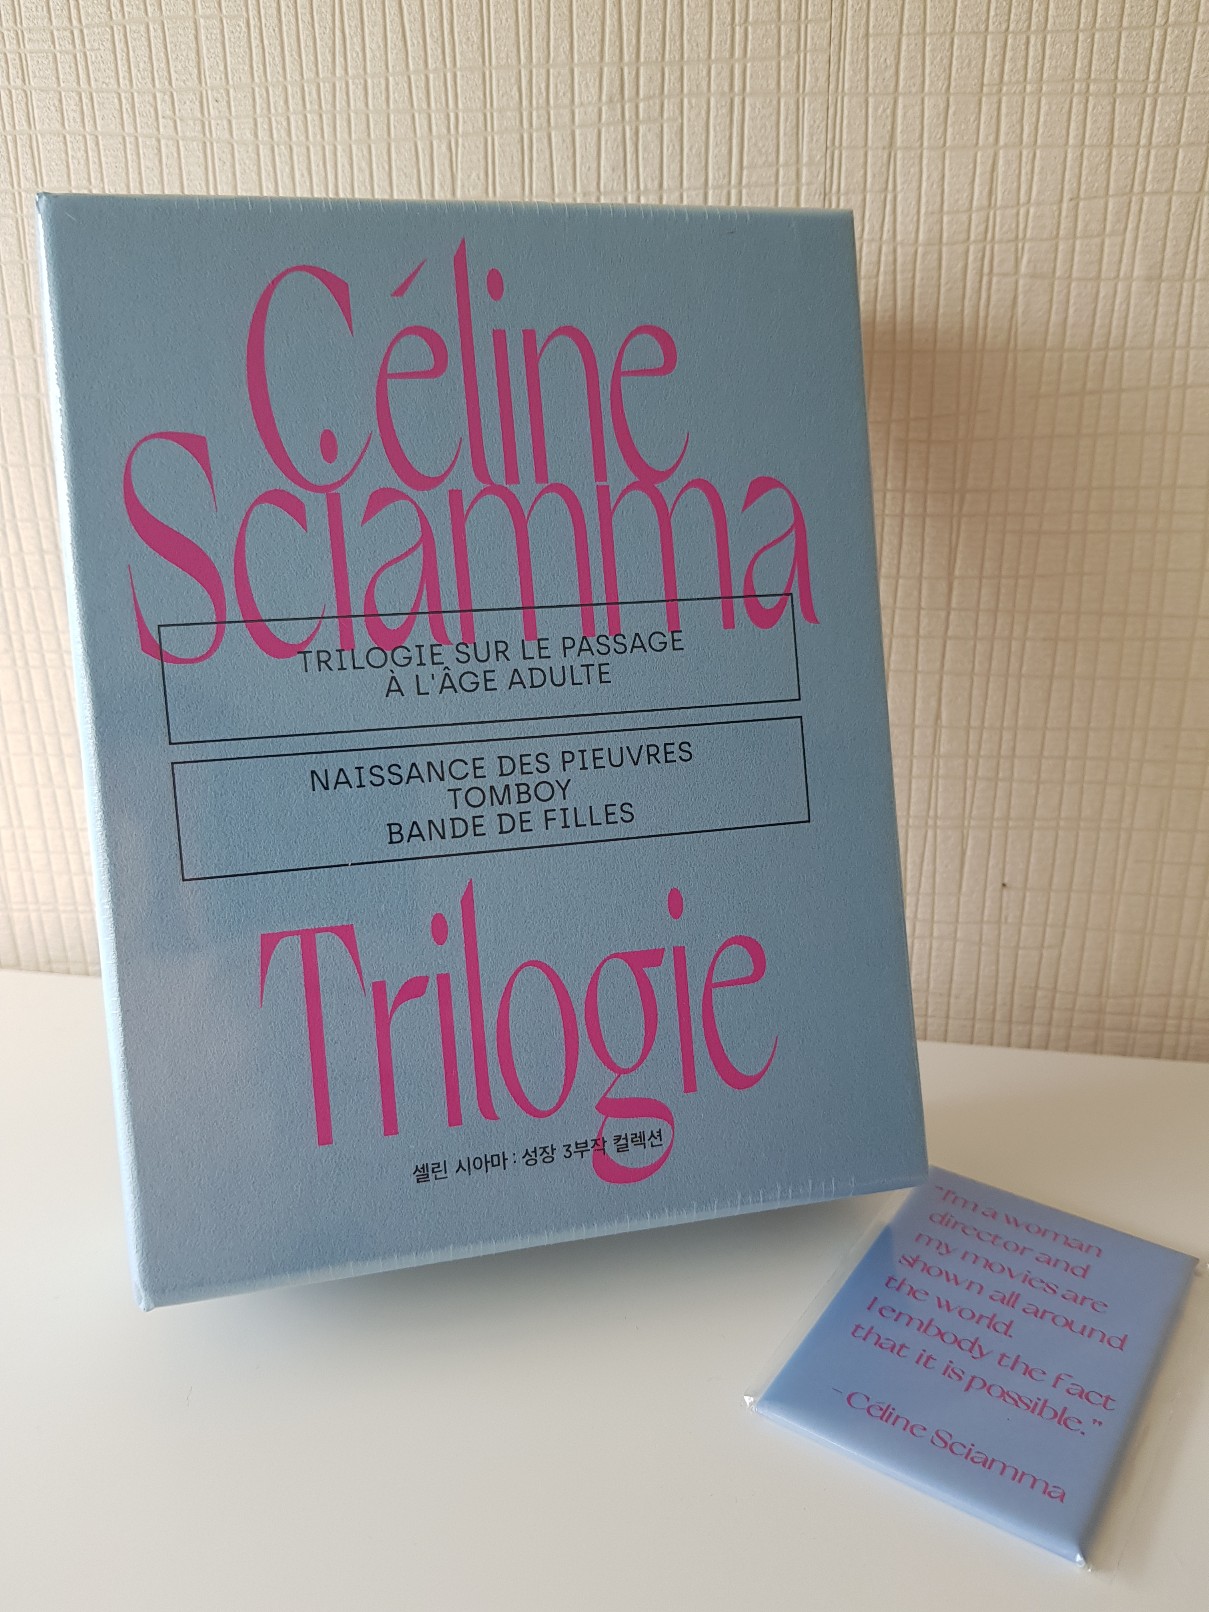 Céline
Sciamma
TRILOGIE SUR LE PASSAGE
À L'ÂGE ADULTE
NAISSANCE DES PIEUVRES
TOMBOY
BANDE DE FILLES
Trilogie
셀린 시아마 : 성장 3부작 컬렉션
"I'm a woman
director and
my movies are
shown all around
the world.
I embody the fact
that it is possible."
- Céline Sciamma